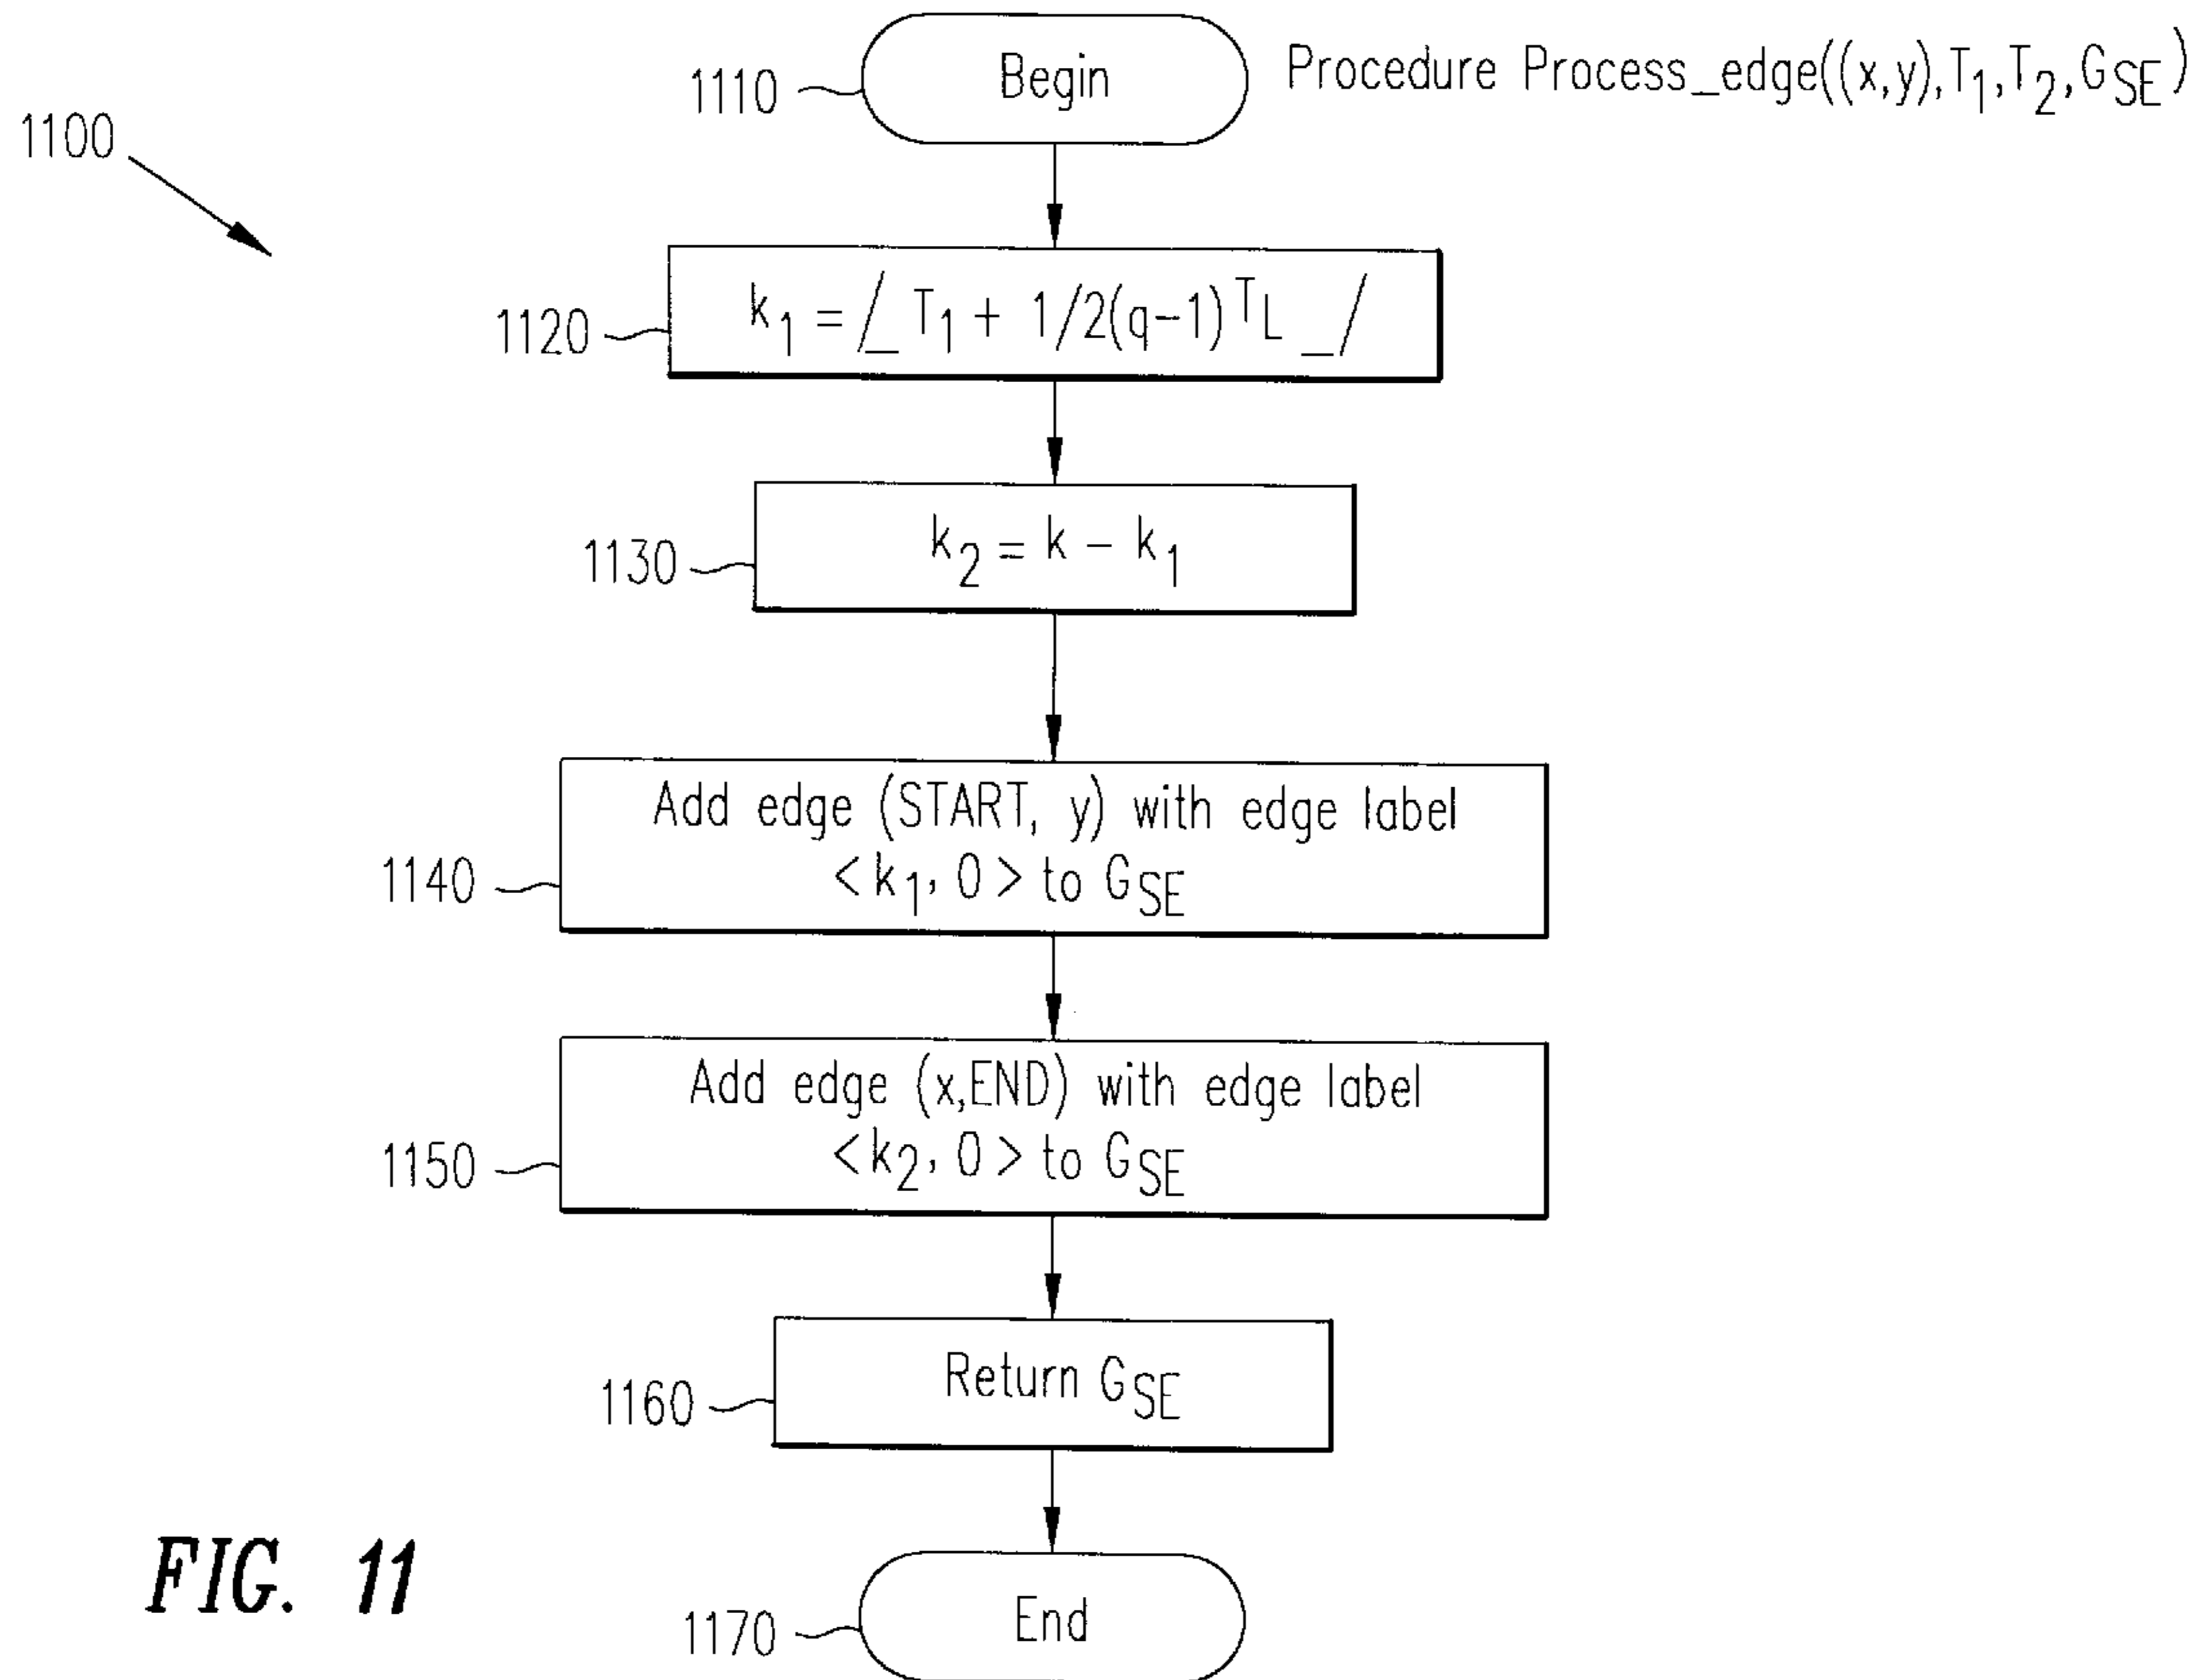 1100
1110
Begin
Procedure Process_edge((x,y),T1,T2,GSE)
1120
k1 = /_ T1 + 1/2(q-1) TL _/
1130
k2 = k - k1
1140
Add edge (START, y) with edge label
<k1, 0> to GSE
1150
Add edge (x,END) with edge label
<k2, 0> to GSE
1160
Return GSE
1170
End
FIG. 11